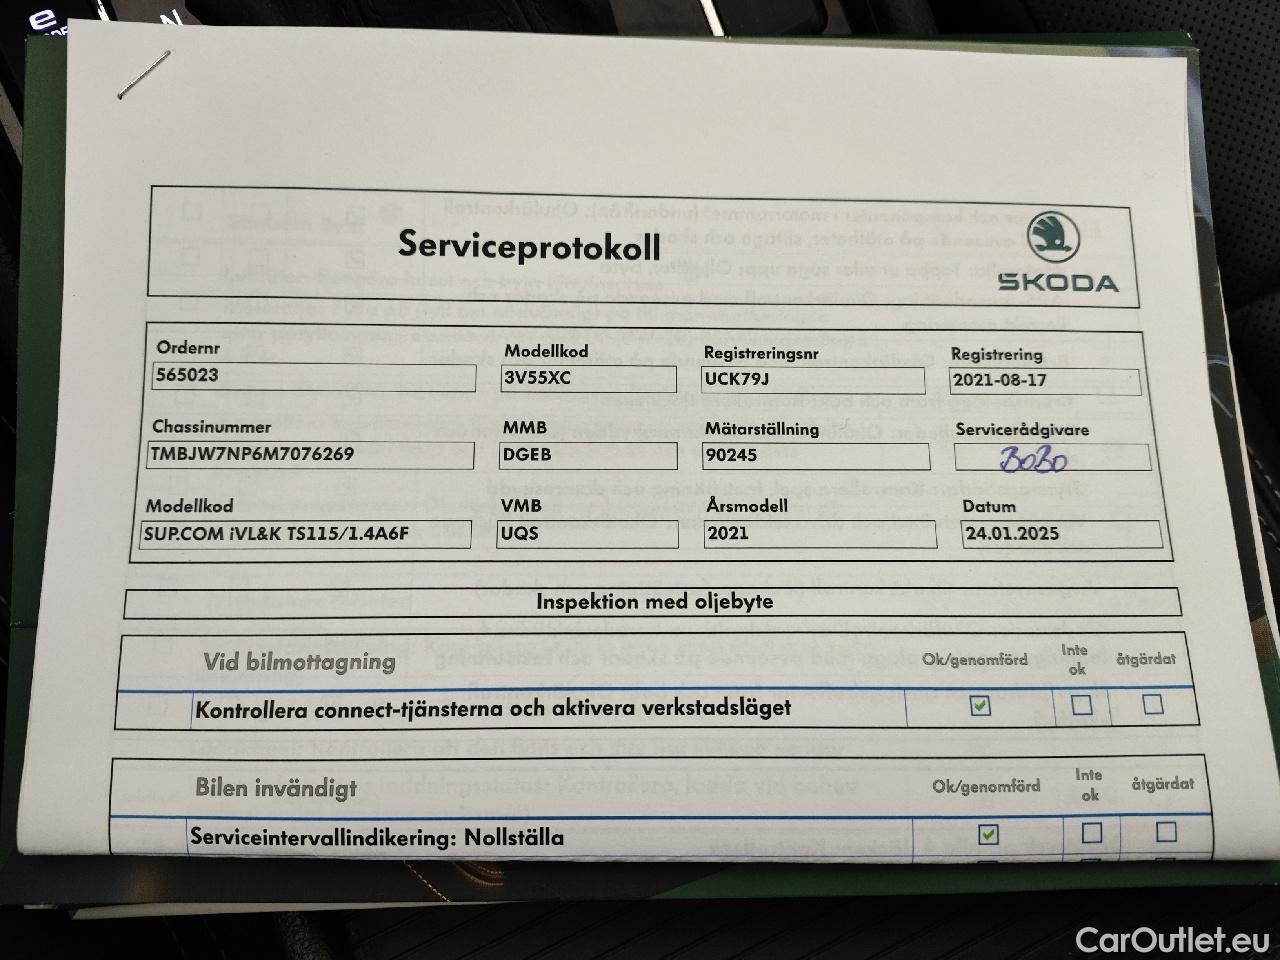 e
N
Serviceprotokoll
ŠKODA
Ordernr
565023
Modellkod
3V55XC
Registreringsnr
UCK79J
Registrering
2021-08-17
Chassinummer
TMBJW7NP6M7076269
MMB
DGEB
Mätarställning
90245
Servicerådgivare
BOBO
Modellkod
SUP.COM iVL&K TS115/1.4A6F
VMB
UQS
Årsmodell
2021
Datum
24.01.2025
Inspektion med oljebyte
Vid bilmottagning
Ok/genomförd
Inte
ok
åtgärdat
Kontrollera connect-tjänsterna och aktivera verkstadsläget
Bilen invändigt
Ok/genomförd
Inte
ok
åtgärdat
Serviceintervallindikering: Nollställa
CarOutlet.eu